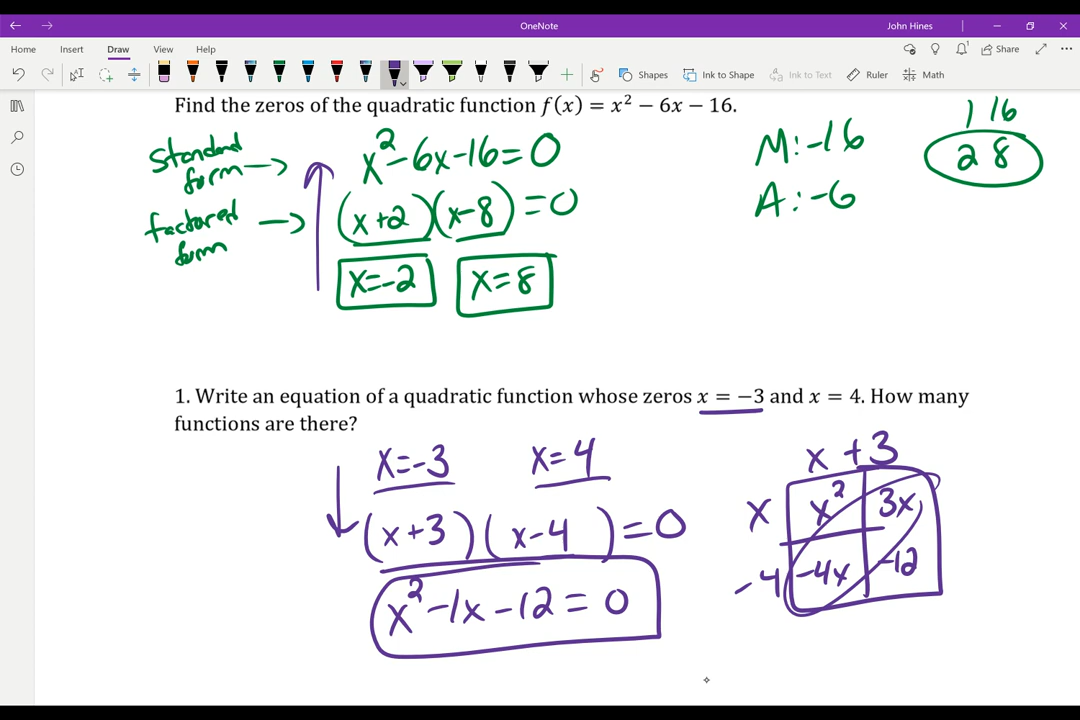 OneNote
John Hines
Home Insert Draw View Help
Share
Shapes Ink to Shape Ink to Text Ruler Math
Find the zeros of the quadratic function f(x) = x² − 6x − 16.
standard form → x² - 6x - 16 = 0
M: -16
1 16
2 8
A: -6
factored form → (x+2)(x-8) = 0
x=-2 x=8
1. Write an equation of a quadratic function whose zeros x = −3 and x = 4. How many
functions are there?
x=-3 x=4
(x+3)(x-4)=0
x² - 1x - 12 = 0
x +3
x x² 3x
-4 -4x -12